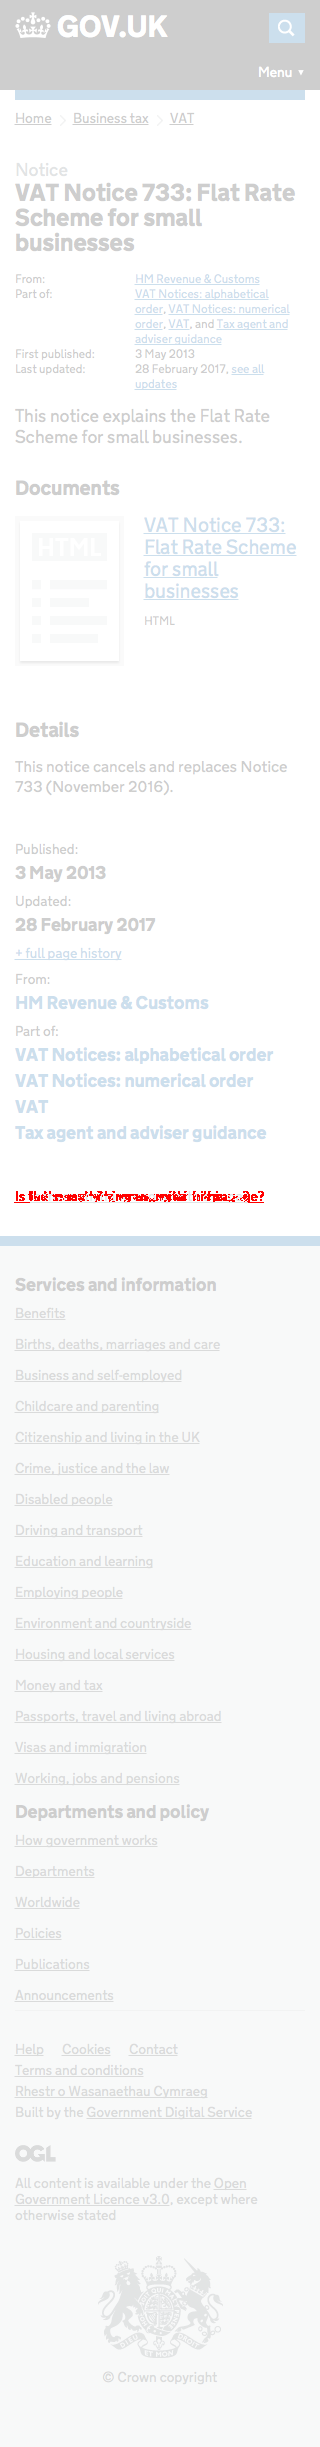 GOV.UK
Menu ▼
Home > Business tax > VAT
Notice
VAT Notice 733: Flat Rate
Scheme for small
businesses
From: HM Revenue & Customs
Part of: VAT Notices: alphabetical
order, VAT Notices: numerical
order, VAT, and Tax agent and
adviser guidance
First published: 3 May 2013
Last updated: 28 February 2017, see all
updates
This notice explains the Flat Rate
Scheme for small businesses.
Documents
HTML
VAT Notice 733:
Flat Rate Scheme
for small
businesses
HTML
Details
This notice cancels and replaces Notice
733 (November 2016).
Published:
3 May 2013
Updated:
28 February 2017
+ full page history
From:
HM Revenue & Customs
Part of:
VAT Notices: alphabetical order
VAT Notices: numerical order
VAT
Tax agent and adviser guidance
Is
Services and information
Benefits
Births, deaths, marriages and care
Business and self-employed
Childcare and parenting
Citizenship and living in the UK
Crime, justice and the law
Disabled people
Driving and transport
Education and learning
Employing people
Environment and countryside
Housing and local services
Money and tax
Passports, travel and living abroad
Visas and immigration
Working, jobs and pensions
Departments and policy
How government works
Departments
Worldwide
Policies
Publications
Announcements
Help Cookies Contact
Terms and conditions
Rhestr o Wasanaethau Cymraeg
Built by the Government Digital Service
OGL
All content is available under the Open
Government Licence v3.0, except where
otherwise stated
© Crown copyright